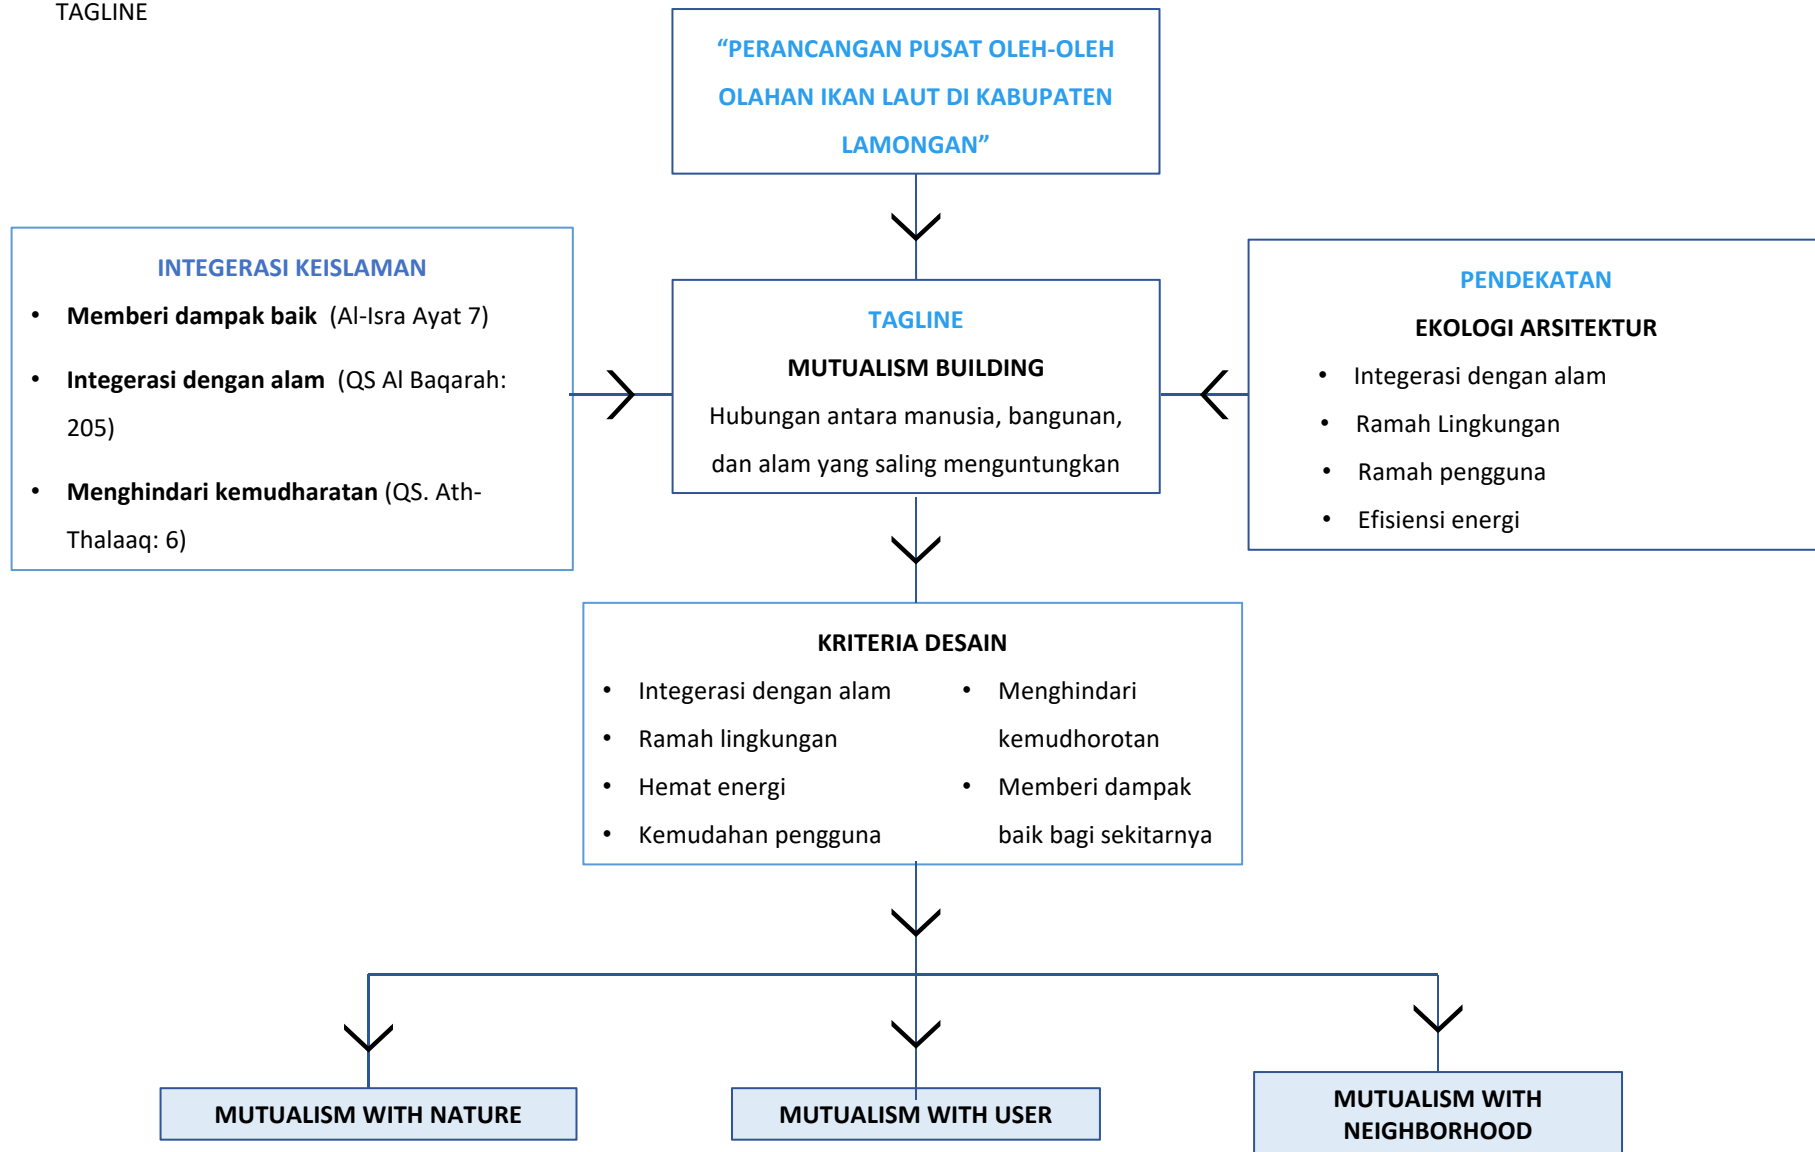 TAGLINE
“PERANCANGAN PUSAT OLEH-OLEH
OLAHAN IKAN LAUT DI KABUPATEN
LAMONGAN”
INTEGERASI KEISLAMAN
• Memberi dampak baik (Al-Isra Ayat 7)
• Integerasi dengan alam (QS Al Baqarah:
205)
• Menghindari kemudharatan (QS. Ath-
Thalaaq: 6)
TAGLINE
MUTUALISM BUILDING
Hubungan antara manusia, bangunan,
dan alam yang saling menguntungkan
PENDEKATAN
EKOLOGI ARSITEKTUR
• Integerasi dengan alam
• Ramah Lingkungan
• Ramah pengguna
• Efisiensi energi
KRITERIA DESAIN
• Integerasi dengan alam
• Ramah lingkungan
• Hemat energi
• Kemudahan pengguna
• Menghindari
kemudhorotan
• Memberi dampak
baik bagi sekitarnya
MUTUALISM WITH NATURE
MUTUALISM WITH USER
MUTUALISM WITH
NEIGHBORHOOD